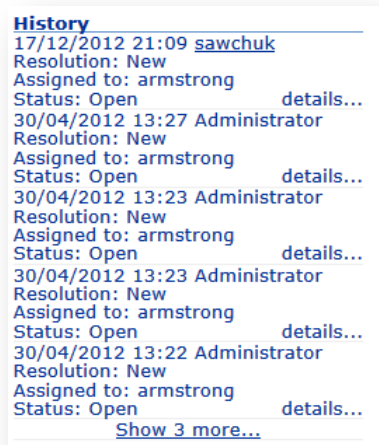 History
17/12/2012 21:09 sawchuk
Resolution: New
Assigned to: armstrong
Status: Open details...
30/04/2012 13:27 Administrator
Resolution: New
Assigned to: armstrong
Status: Open details...
30/04/2012 13:23 Administrator
Resolution: New
Assigned to: armstrong
Status: Open details...
30/04/2012 13:23 Administrator
Resolution: New
Assigned to: armstrong
Status: Open details...
30/04/2012 13:22 Administrator
Resolution: New
Assigned to: armstrong
Status: Open details...
Show 3 more...